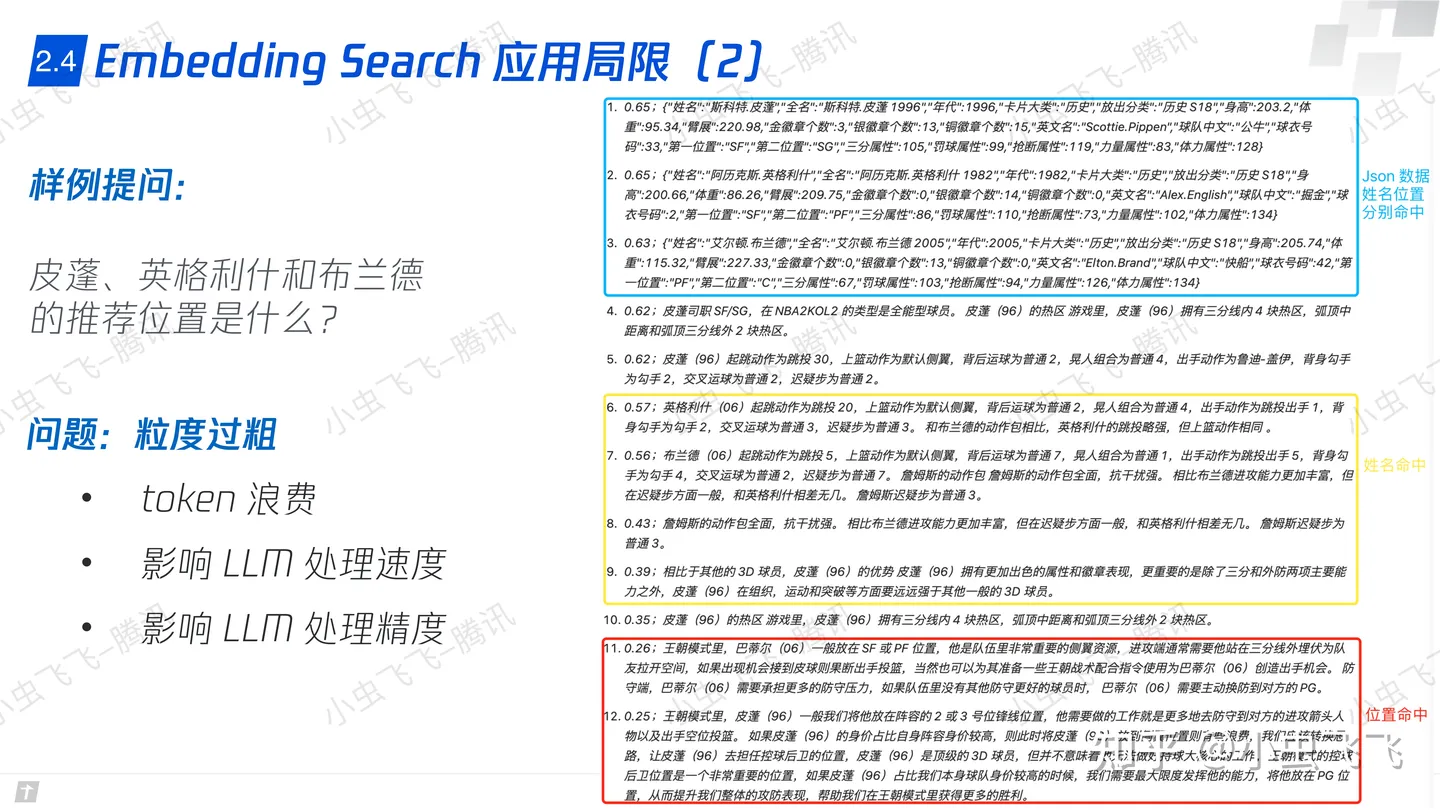 2.4 Embedding Search 应用局限（2）
样例提问：
皮蓬、英格利什和布兰德
的推荐位置是什么？
问题：粒度过粗
• token 浪费
• 影响 LLM 处理速度
• 影响 LLM 处理精度
1. 0.65；{"姓名":"斯科特.皮蓬","全名":"斯科特.皮蓬 1996","年代":1996,"卡片大类":"历史","放出分类":"历史 S18","身高":203.2,"体
重":95.34,"臂展":220.98,"金徽章个数":3,"银徽章个数":13,"铜徽章个数":15,"英文名":"Scottie.Pippen","球队中文":"公牛","球衣号
码":33,"第一位置":"SF","第二位置":"SG","三分属性":105,"罚球属性":99,"抢断属性":119,"力量属性":83,"体力属性":128}
2. 0.65；{"姓名":"阿历克斯.英格利什","全名":"阿历克斯.英格利什 1982","年代":1982,"卡片大类":"历史","放出分类":"历史 S18","身
高":200.66,"体重":86.26,"臂展":209.75,"金徽章个数":0,"银徽章个数":14,"铜徽章个数":0,"英文名":"Alex.English","球队中文":"掘金","球
衣号码":2,"第一位置":"SF","第二位置":"PF","三分属性":86,"罚球属性":110,"抢断属性":73,"力量属性":102,"体力属性":134}
3. 0.63；{"姓名":"艾尔顿.布兰德","全名":"艾尔顿.布兰德 2005","年代":2005,"卡片大类":"历史","放出分类":"历史 S18","身高":205.74,"体
重":115.32,"臂展":227.33,"金徽章个数":0,"银徽章个数":13,"铜徽章个数":0,"英文名":"Elton.Brand","球队中文":"快船","球衣号码":42,"第
一位置":"PF","第二位置":"C","三分属性":67,"罚球属性":103,"抢断属性":94,"力量属性":126,"体力属性":134}
Json 数据
姓名位置
分别命中
4. 0.62；皮蓬司职 SF/SG，在 NBA2KOL2 的类型是全能型球员。 皮蓬（96）的热区 游戏里，皮蓬（96）拥有三分线内 4 块热区，弧顶中
距离和弧顶三分线外 2 块热区。
5. 0.62；皮蓬（96）起跳动作为跳投 30，上篮动作为默认侧翼，背后运球为普通 2，晃人组合为普通 4，出手动作为鲁迪-盖伊，背身勾手
为勾手 2，交叉运球为普通 2，迟疑步为普通 2。
6. 0.57；英格利什（06）起跳动作为跳投 20，上篮动作为默认侧翼，背后运球为普通 2，晃人组合为普通 4，出手动作为跳投出手 1，背
身勾手为勾手 2，交叉运球为普通 3，迟疑步为普通 2。 和布兰德的动作包相比，英格利什的跳投略强，但上篮动作相同 。
7. 0.56；布兰德（06）起跳动作为跳投 5，上篮动作为默认侧翼，背后运球为普通 7，晃人组合为普通 1，出手动作为跳投出手 5，背身勾
手为勾手 4，交叉运球为普通 2，迟疑步为普通 7。 詹姆斯的动作包 詹姆斯的动作包全面，抗干扰强。 相比布兰德进攻能力更加丰富，但
在迟疑步方面一般，和英格利什相差无几。 詹姆斯迟疑步为普通 3。
8. 0.43；詹姆斯的动作包全面，抗干扰强。 相比布兰德进攻能力更加丰富，但在迟疑步方面一般，和英格利什相差无几。 詹姆斯迟疑步为
普通 3。
9. 0.39；相比于其他的 3D 球员，皮蓬（96）的优势 皮蓬（96）拥有更加出色的属性和徽章表现，更重要的是除了三分和外防两项主要能
力之外，皮蓬（96）在组织，运动和突破等方面要远远强于其他一般的 3D 球员。
姓名命中
10. 0.35；皮蓬（96）的热区 游戏里，皮蓬（96）拥有三分线内 4 块热区，弧顶中距离和弧顶三分线外 2 块热区。
11. 0.26；王朝模式里，巴蒂尔（06）一般放在 SF 或 PF 位置，他是队伍里非常重要的侧翼资源，进攻端通常需要他站在三分线外埋伏为队
友拉开空间，如果出现机会接到皮球则果断出手投篮，当然也可以为其准备一些王朝战术配合指令使用为巴蒂尔（06）创造出手机会。 防
守端，巴蒂尔（06）需要承担更多的防守压力，如果队伍里没有其他防守更好的球员时， 巴蒂尔（06）需要主动换防到对方的 PG。
12. 0.25；王朝模式里，皮蓬（96）一般我们将他放在阵容的 2 或 3 号位锋线位置，他需要做的工作就是更多地去防守到对方的进攻箭头人
物以及出手空位投篮。 如果皮蓬（96）的身价占比自身阵容身价较高，则此时将皮蓬
路，让皮蓬（96）去担任控球后卫的位置，皮蓬（96）是顶级的 3D 球员，但并不意味着
后卫位置是一个非常重要的位置，如果皮蓬（96）占比我们本身球队身价较高的时候，我们需要最大限度发挥他的能力，将他放在 PG 位
置，从而提升我们整体的攻防表现，帮助我们在王朝模式里获得更多的胜利。
位置命中
知乎 @小虫飞飞
小虫飞飞-腾讯